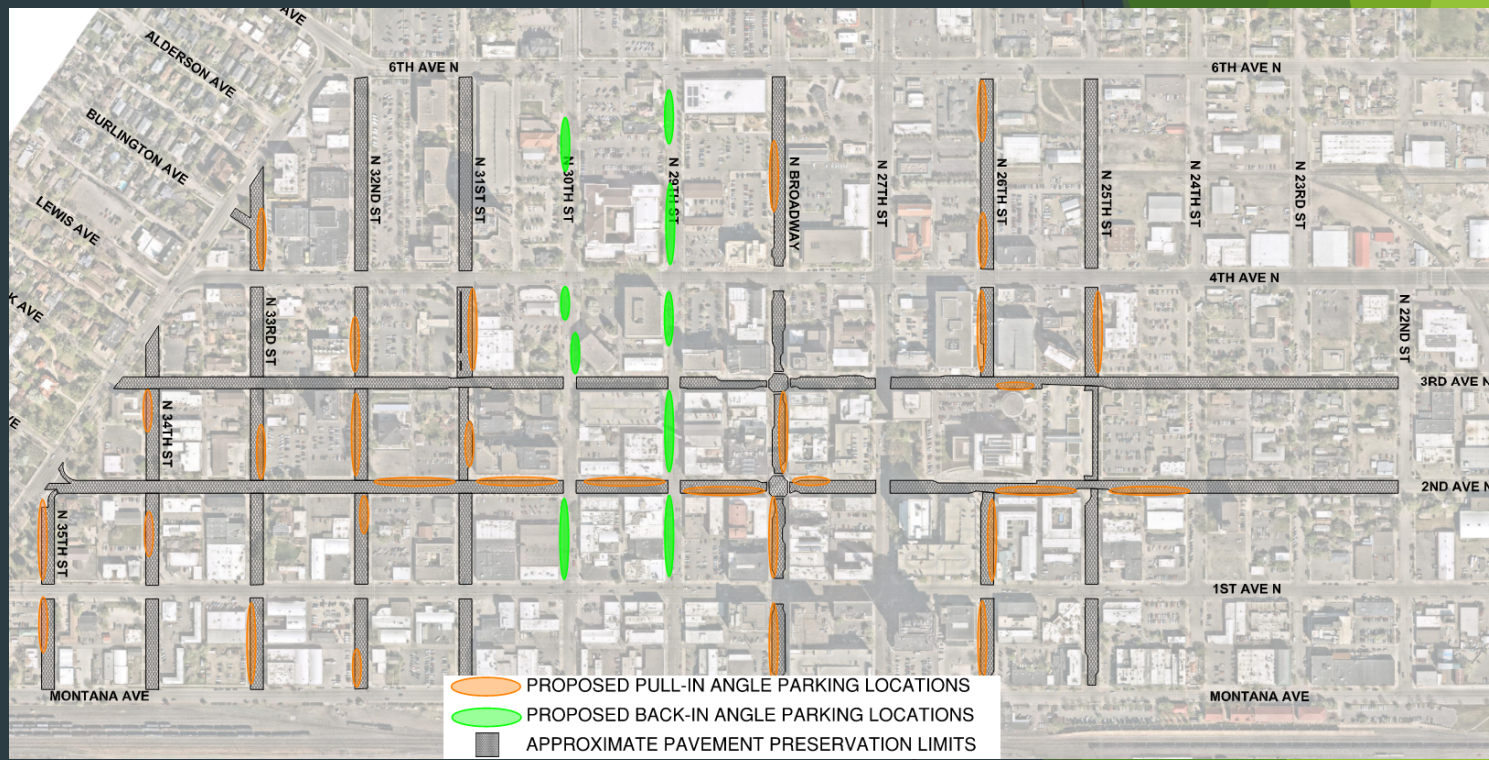 AVE
ALDERSON AVE
6TH AVE N
6TH AVE N
BURLINGTON AVE
LEWIS AVE
K AVE
VE
N 32ND ST
N 31ST ST
N 30TH ST
N 29TH ST
N BROADWAY
N 27TH ST
N 26TH ST
N 25TH ST
N 24TH ST
N 23RD ST
4TH AVE N
N 33RD ST
N 22ND ST
3RD AVE N
N 34TH ST
2ND AVE N
N 35TH ST
1ST AVE N
MONTANA AVE
MONTANA AVE
PROPOSED PULL-IN ANGLE PARKING LOCATIONS
PROPOSED BACK-IN ANGLE PARKING LOCATIONS
APPROXIMATE PAVEMENT PRESERVATION LIMITS